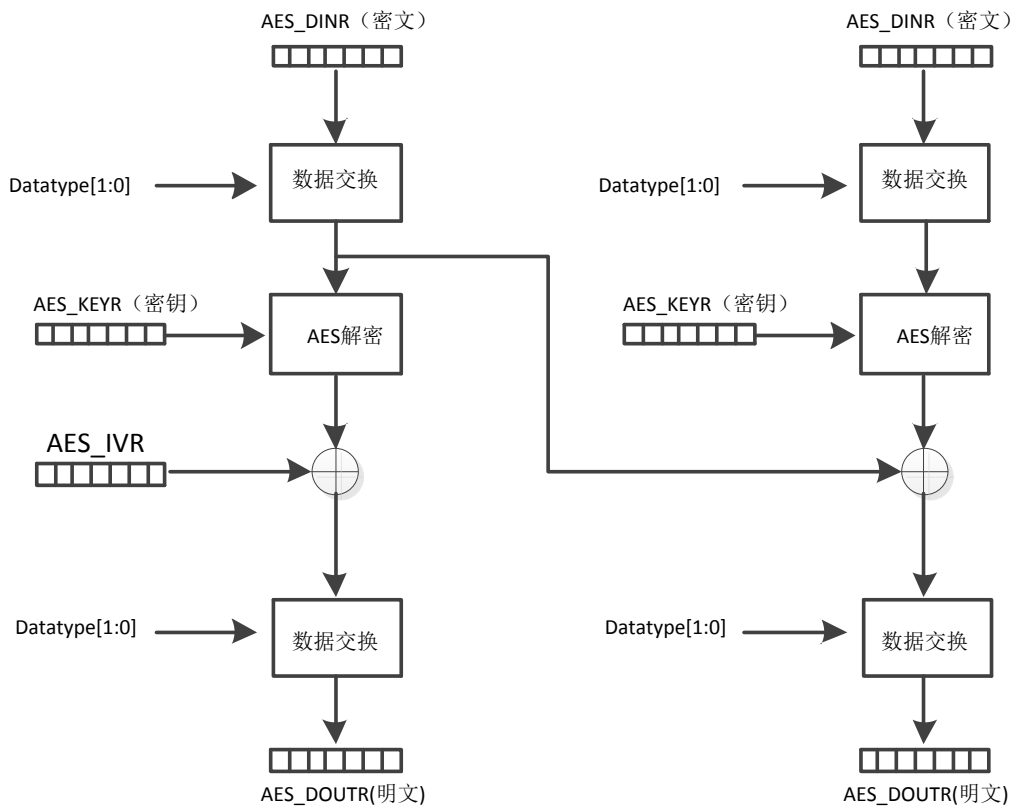 AES_DINR（密文）
AES_DINR（密文）
数据交换
数据交换
Datatype[1:0]
Datatype[1:0]
AES_KEYR（密钥）
AES_KEYR（密钥）
AES解密
AES解密
AES_IVR
Datatype[1:0]
数据交换
Datatype[1:0]
数据交换
AES_DOUTR(明文)
AES_DOUTR(明文)